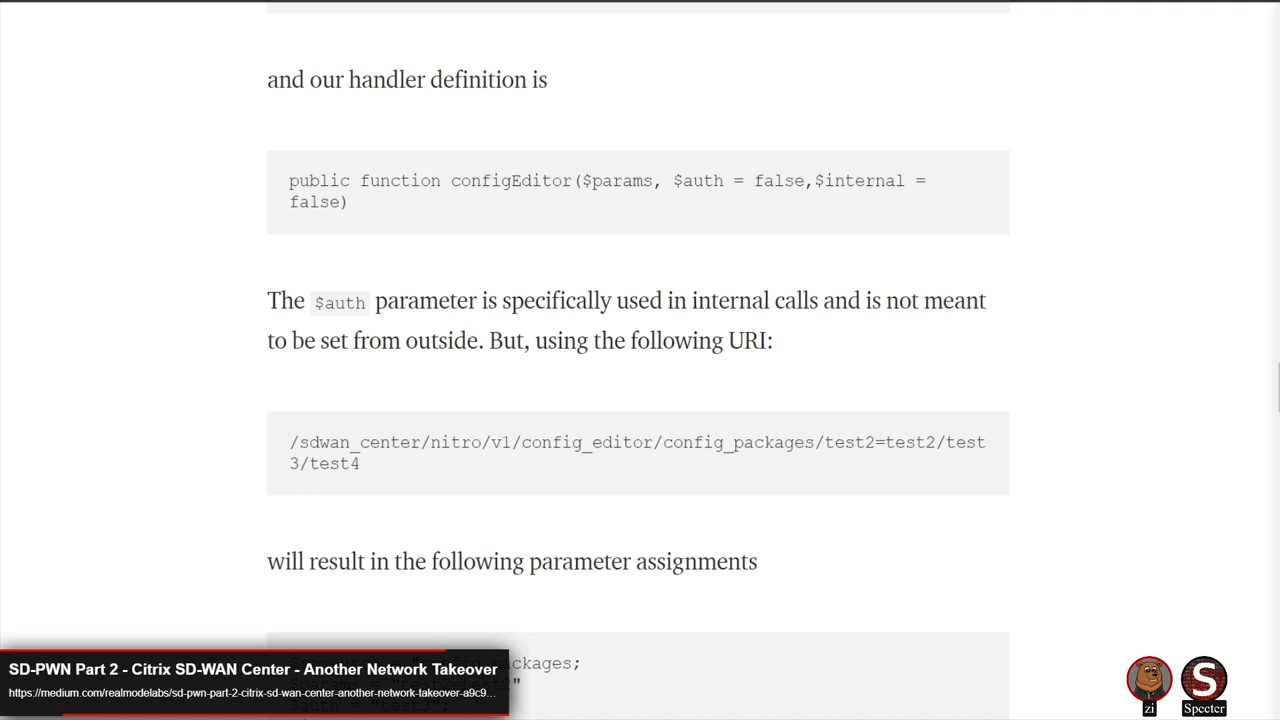 and our handler definition is
public function configEditor($params, $auth = false,$internal =
false)
The $auth parameter is specifically used in internal calls and is not meant
to be set from outside. But, using the following URI:
/sdwan_center/nitro/v1/config_editor/config_packages/test2=test2/test
3/test4
will result in the following parameter assignments
ackages;
$auth = "test3";
SD-PWN Part 2 - Citrix SD-WAN Center - Another Network Takeover
https://medium.com/realmodelabs/sd-pwn-part-2-citrix-sd-wan-center-another-network-takeover-a9c9...
zi
S
Specter